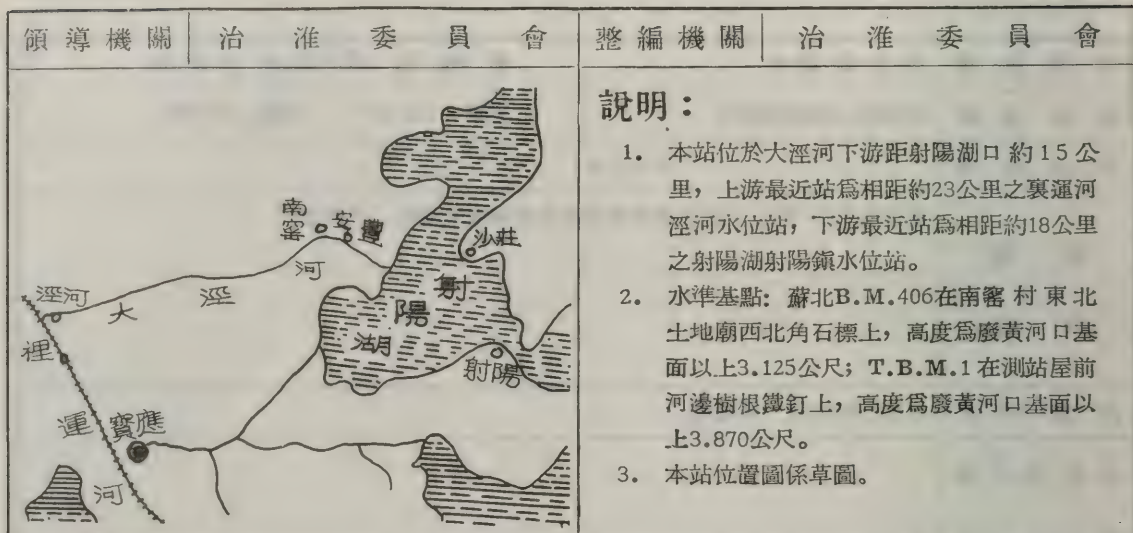 領導機關 治淮委員會 整編機關 治淮委員會
說明：
1. 本站位於大涇河下游距射陽湖口約15公
里，上游最近站爲相距約23公里之裏運河
涇河水位站，下游最近站爲相距約18公里
之射陽湖射陽鎮水位站。
2. 水準基點：蘇北B.M.406在南窰村東北
土地廟西北角石標上，高度爲廢黃河口基
面以上3.125公尺；T.B.M.1在測站屋前
河邊樹根鐵釘上，高度爲廢黃河口基面以
上3.870公尺。
3. 本站位置圖係草圖。
南窰
安豐
沙莊
大涇河
涇河
射陽湖
射陽
裡運河
寶應